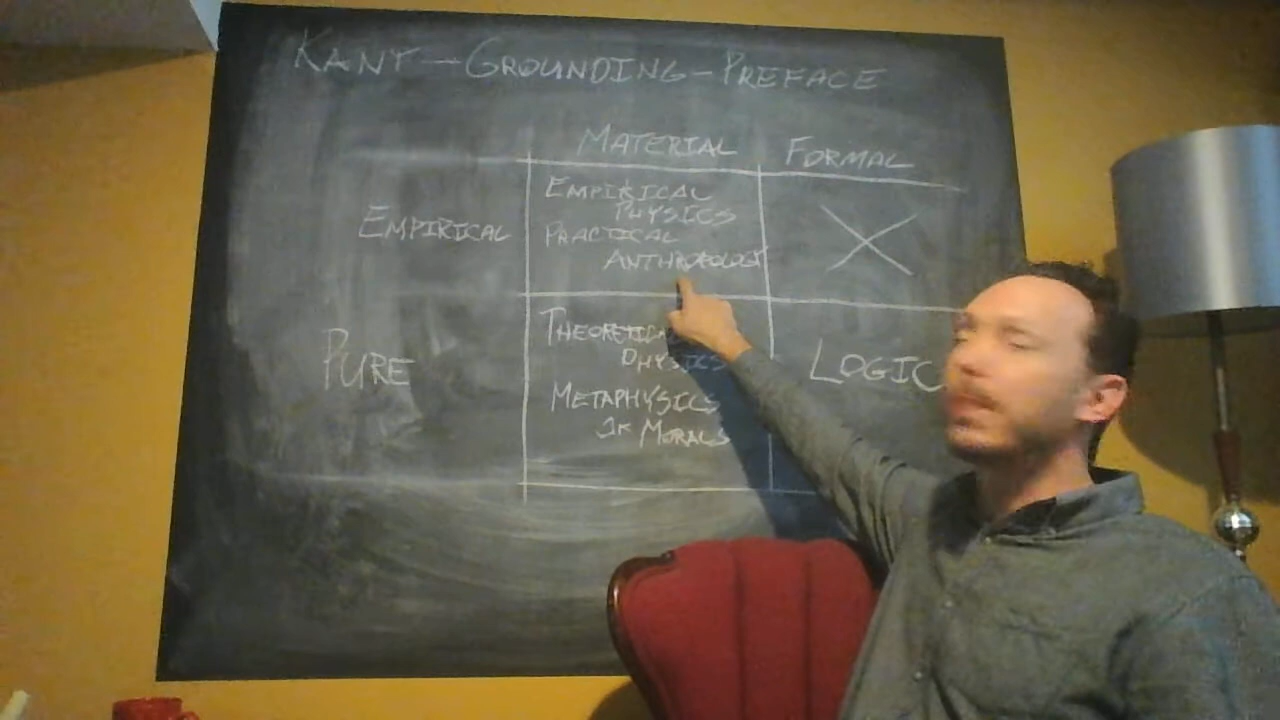 KANT - GROUNDING - PREFACE
MATERIAL FORMAL
EMPIRICAL
EMPIRICAL
PHYSICS
PRACTICAL
ANTHROPOLOGY
PURE
THEORETICAL
PHYSICS
METAPHYSICS
OF MORALS
LOGIC